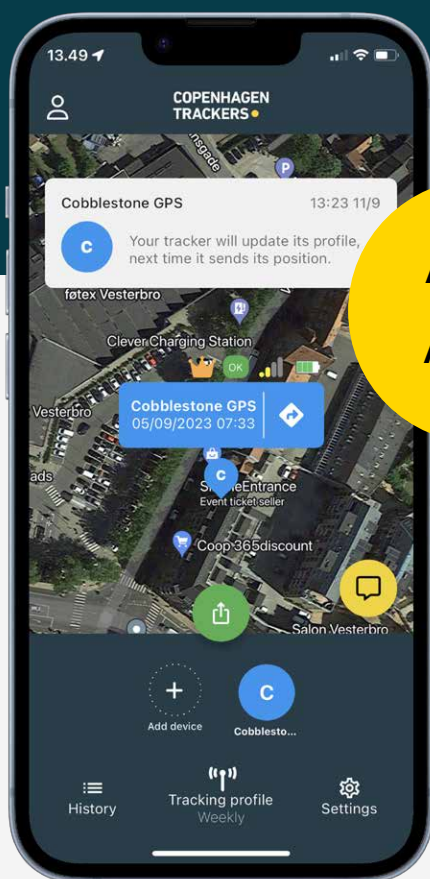 13.49
COPENHAGEN
TRACKERS
P
Cobblestone GPS 13:23 11/9
C
Your tracker will update its profile,
next time it sends its position.
føtex Vesterbro
Clever Charging Station
OK
Vesterbro
Cobblestone GPS
05/09/2023 07:33
ads
C
Event ticket seller
Coop 365discount
Salon Vesterbro
+
C
Add device
Cobblesto...
History
Tracking profile
Weekly
Settings